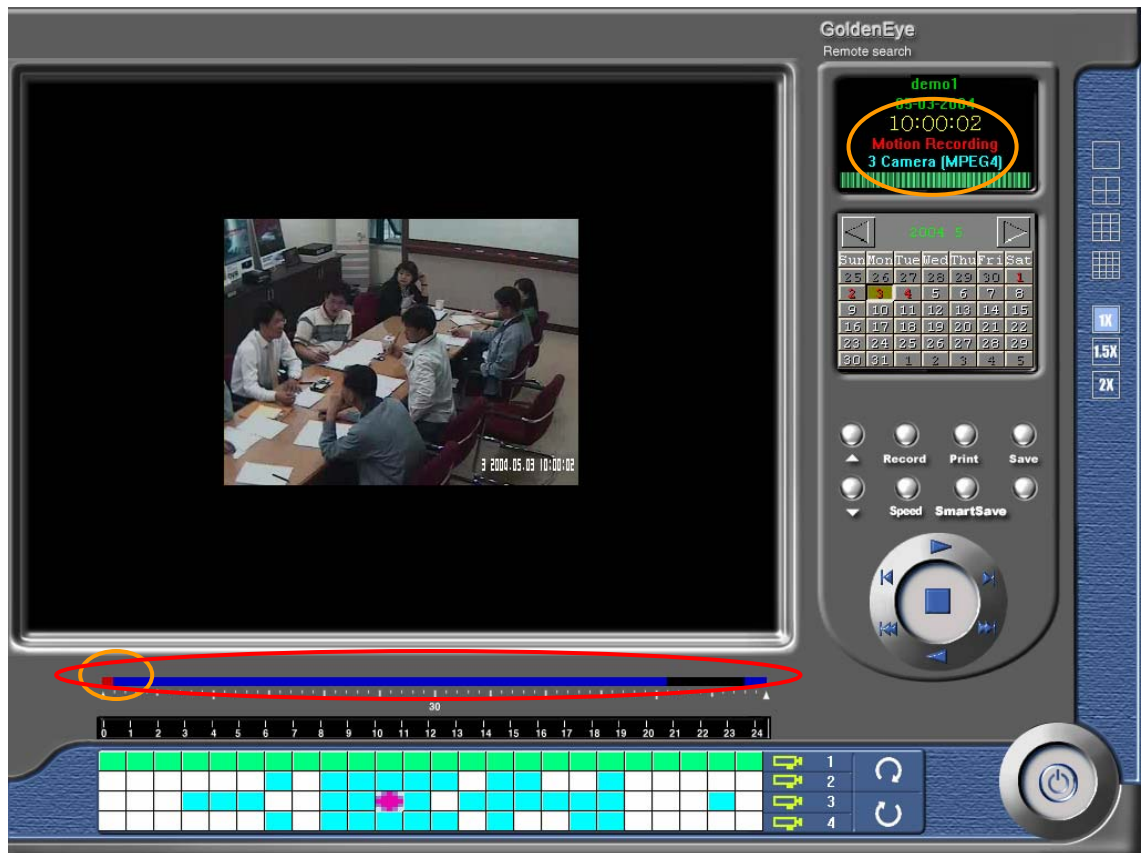 GoldenEye
Remote search
demo1
05-03-2004
10:00:02
Motion Recording
3 Camera (MPEG4)
2004 5
Sun Mon Tue Wed Thu Fri Sat
25 26 27 28 29 30 1
2 3 4 5 6 7 8
9 10 11 12 13 14 15
16 17 18 19 20 21 22
23 24 25 26 27 28 29
30 31 1 2 3 4 5
1X
1.5X
2X
Record Print Save
Speed SmartSave
3 2004.05.03 10:00:02
30
0 1 2 3 4 5 6 7 8 9 10 11 12 13 14 15 16 17 18 19 20 21 22 23 24
1
2
3
4